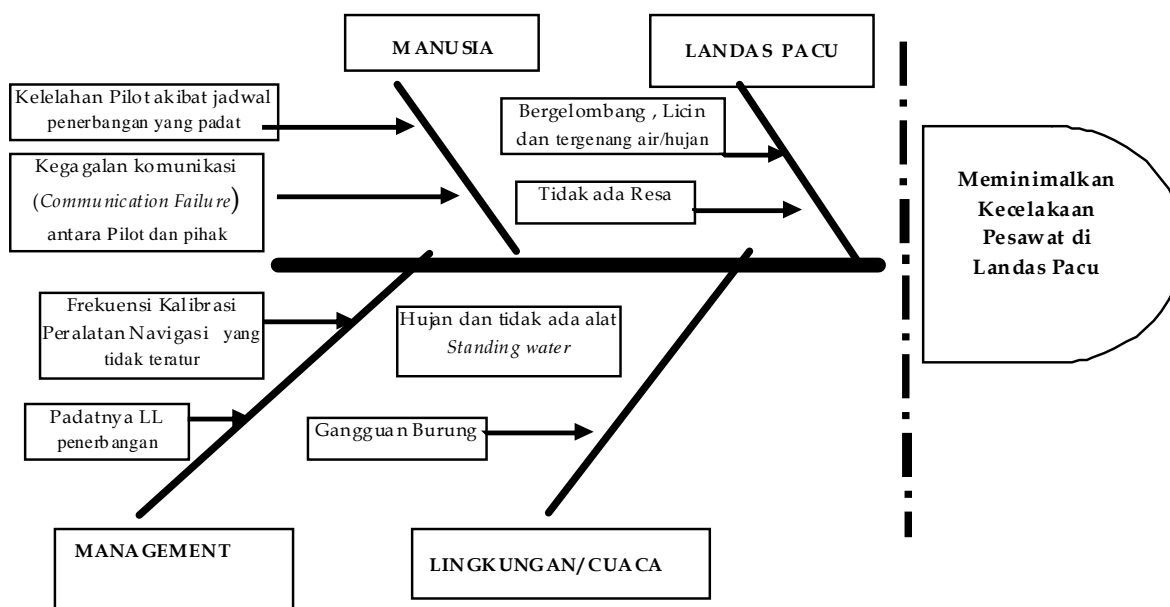 MANUSIA
LANDAS PACU
Kelelahan Pilot akibat jadwal
penerbangan yang padat
Bergelombang , Licin
dan tergenang air/hujan
Kegagalan komunikasi
(Communication Failure)
antara Pilot dan pihak
Tidak ada Resa
Meminimalkan
Kecelakaan
Pesawat di
Landas Pacu
Frekuensi Kalibrasi
Peralatan Navigasi yang
tidak teratur
Hujan dan tidak ada alat
Standing water
Padatnya LL
penerbangan
Gangguan Burung
MANAGEMENT
LINGKUNGAN/CUACA